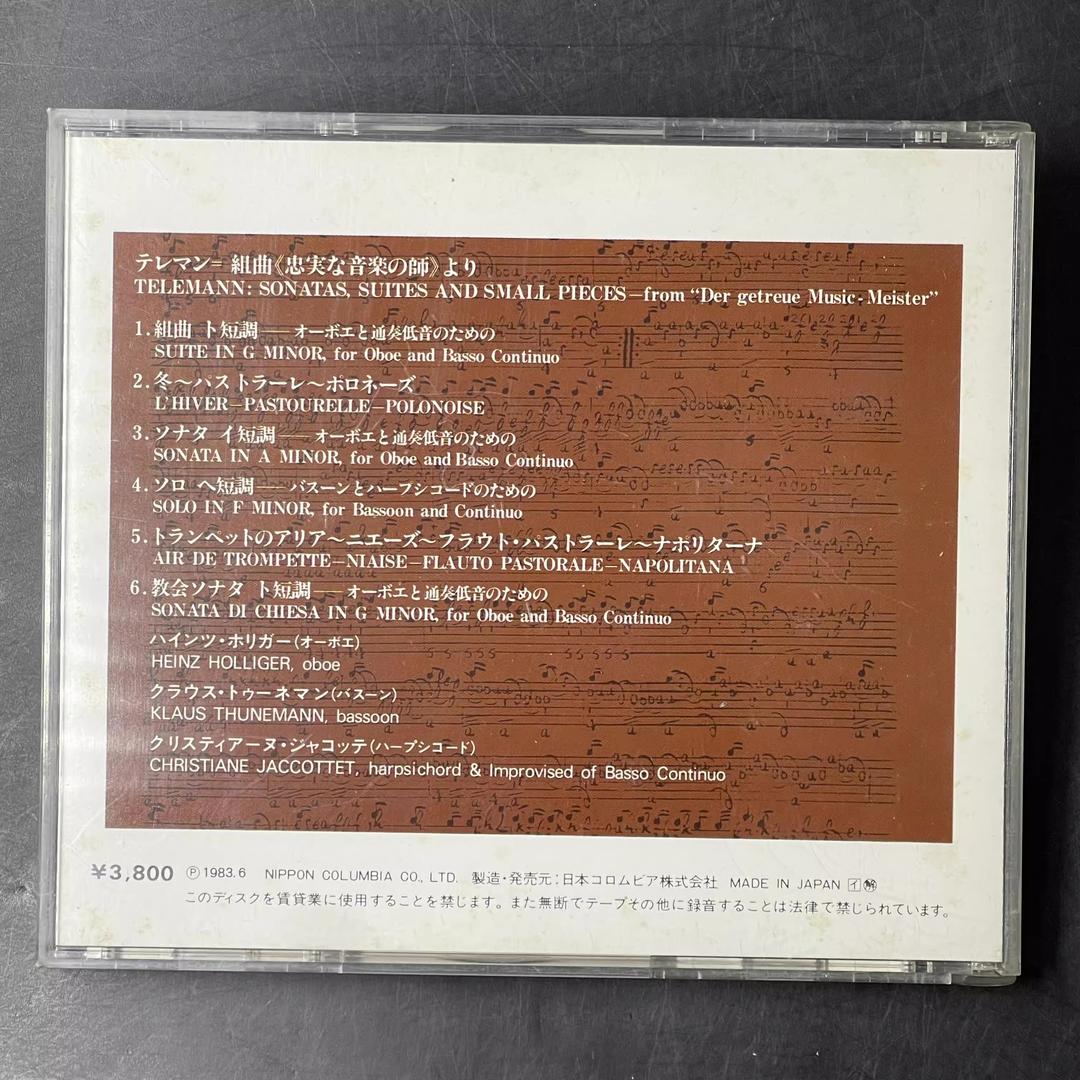 テレマン= 組曲《忠実な音楽の師》より
TELEMANN: SONATAS, SUITES AND SMALL PIECES—from “Der getreue Music-Meister”
1. 組曲 ト短調——オーボエと通奏低音のための
SUITE IN G MINOR, for Oboe and Basso Continuo
2. 冬〜パストラーレ〜ポロネーズ
L'HIVER—PASTOURELLE—POLONOISE
3. ソナタ イ短調——オーボエと通奏低音のための
SONATA IN A MINOR, for Oboe and Basso Continuo
4. ソロ ヘ短調——バスーンとハープシコードのための
SOLO IN F MINOR, for Bassoon and Continuo
5. トランペットのアリア〜ニエーズ〜フラウト・パストラーレ〜ナポリターナ
AIR DE TROMPETTE—NIAISE—FLAUTO PASTORALE—NAPOLITANA
6. 教会ソナタ ト短調——オーボエと通奏低音のための
SONATA DI CHIESA IN G MINOR, for Oboe and Basso Continuo
ハインツ・ホリガー(オーボエ)
HEINZ HOLLIGER, oboe
クラウス・トゥーネマン(バスーン)
KLAUS THUNEMANN, bassoon
クリスティアーヌ・ジャコッテ(ハープシコード)
CHRISTIANE JACCOTTET, harpsichord & Improvised of Basso Continuo
¥3,800 Ⓟ1983.6 NIPPON COLUMBIA CO., LTD. 製造・発売元:日本コロムビア株式会社 MADE IN JAPAN イ
このディスクを賃貸業に使用することを禁じます。また無断でテープその他に録音することは法律で禁じられています。